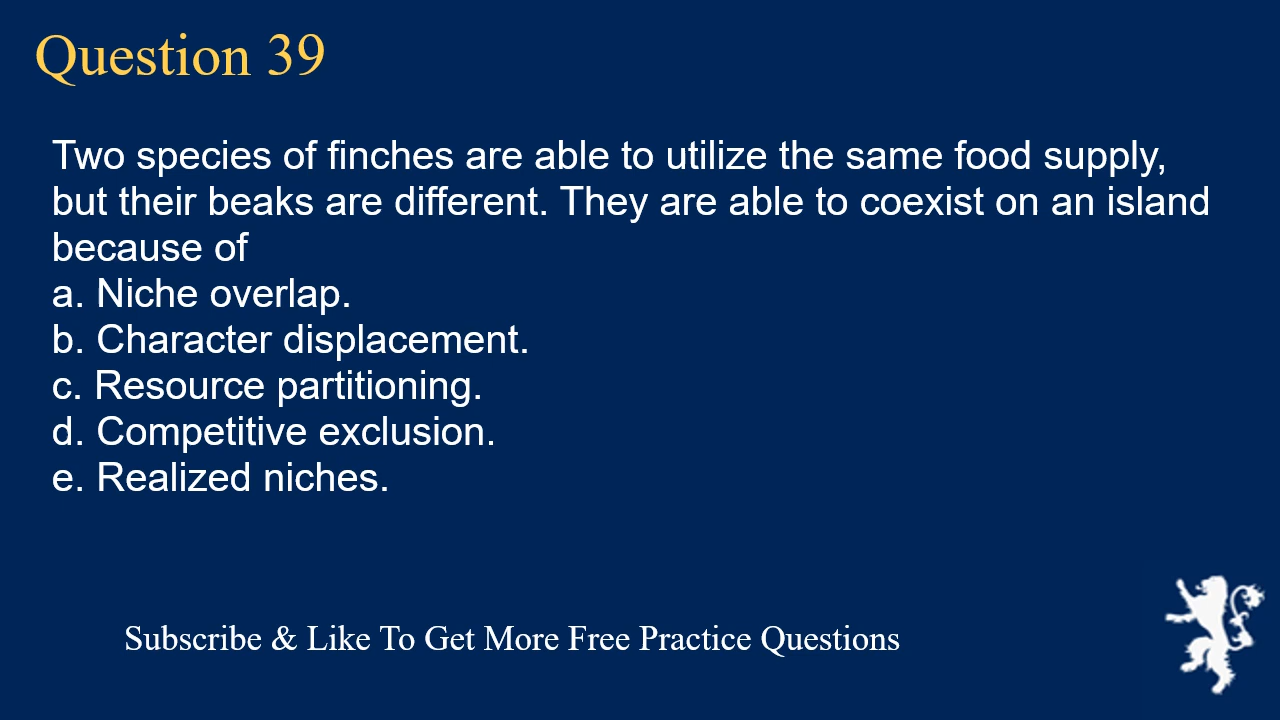 Question 39
Two species of finches are able to utilize the same food supply,
but their beaks are different. They are able to coexist on an island
because of
a. Niche overlap.
b. Character displacement.
c. Resource partitioning.
d. Competitive exclusion.
e. Realized niches.
Subscribe & Like To Get More Free Practice Questions